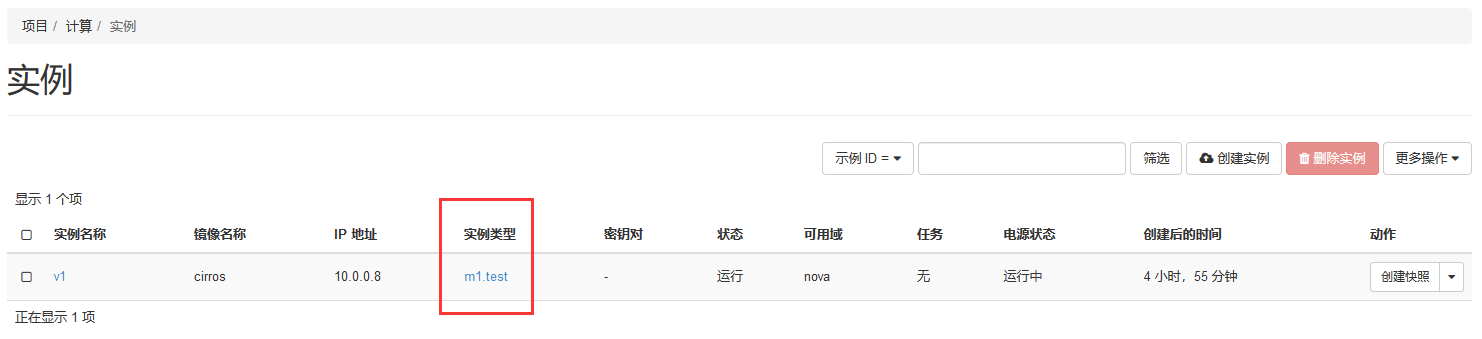 项目 / 计算 / 实例
实例
示例 ID = 筛选 创建实例 删除实例 更多操作
显示 1 个项
实例名称 镜像名称 IP 地址 实例类型 密钥对 状态 可用域 任务 电源状态 创建后的时间 动作
v1 cirros 10.0.0.8 m1.test - 运行 nova 无 运行中 4 小时，55 分钟 创建快照
正在显示 1 项